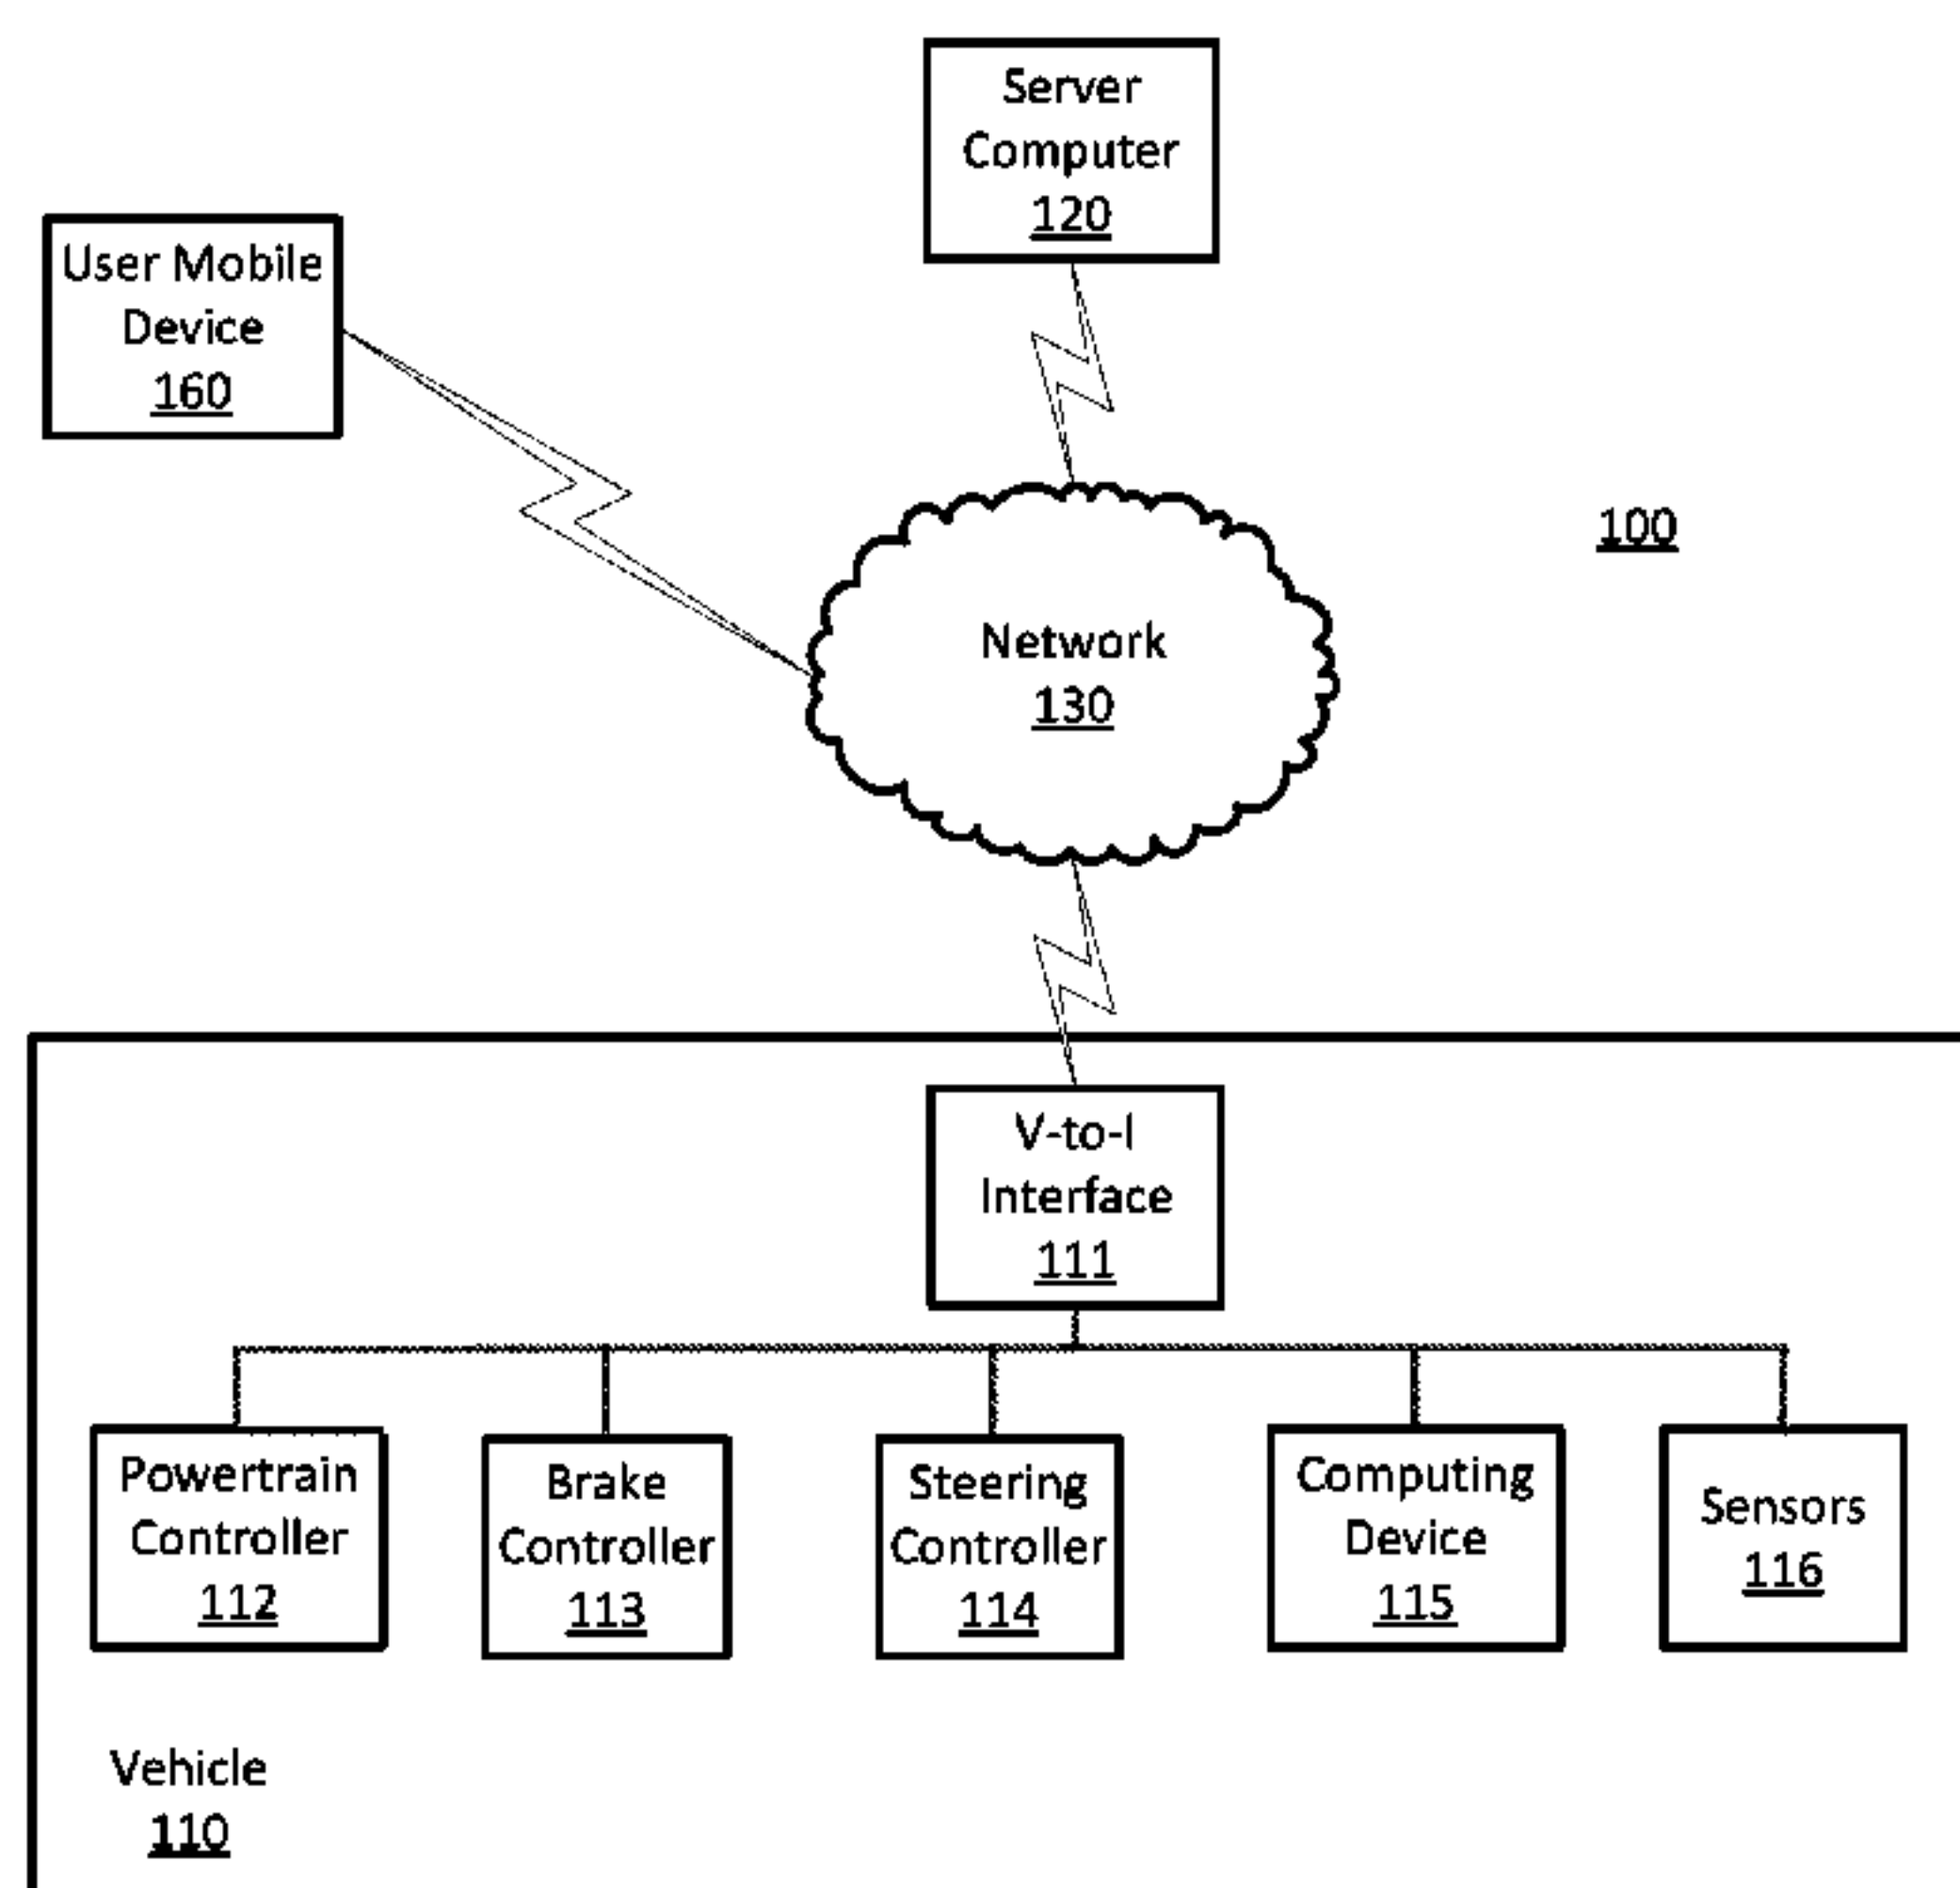 Server
Computer
120
User Mobile
Device
160
100
Network
130
V-to-I
Interface
111
Powertrain
Controller
112
Brake
Controller
113
Steering
Controller
114
Computing
Device
115
Sensors
116
Vehicle
110